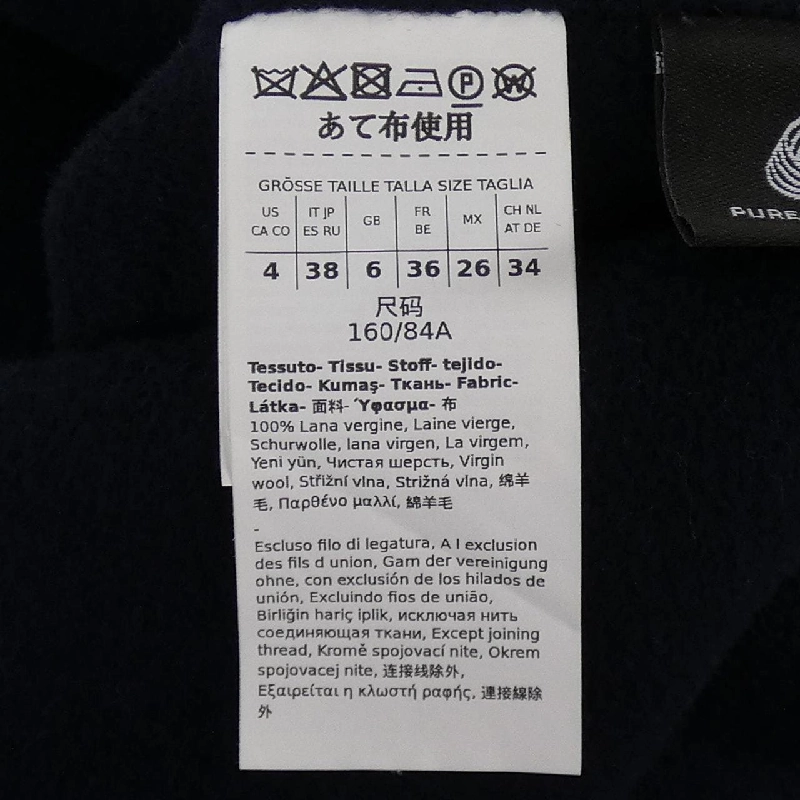 あて布使用
GRÖSSE TAILLE TALLA SIZE TAGLIA
US CA CO IT JP ES RU GB FR BE MX CH NL AT DE
4 38 6 36 26 34
尺码
160/84A
Tessuto- Tissu- Stoff- tejido-
Tecido- Kumaş- Ткань- Fabric-
Látka- 面料- Ύφασμα- 布
100% Lana vergine, Laine vierge,
Schurwolle, lana virgen, La virgem,
Yeni yün, Чистая шерсть, Virgin
wool, Střižní vlna, Strižná vlna, 绵羊
毛, Παρθένο μαλλί, 綿羊毛
-
Escluso filo di legatura, A l exclusion
des fils d union, Garn der vereinigung
ohne, con exclusión de los hilados de
unión, Excluindo fios de união,
Birliğin hariç iplik, исключая нить
соединяющая ткани, Except joining
thread, Kromě spojovací nite, Okrem
spojovacej nite, 连接线除外,
Εξαιρείται η κλωστή ραφής, 連接線除
外
PURE